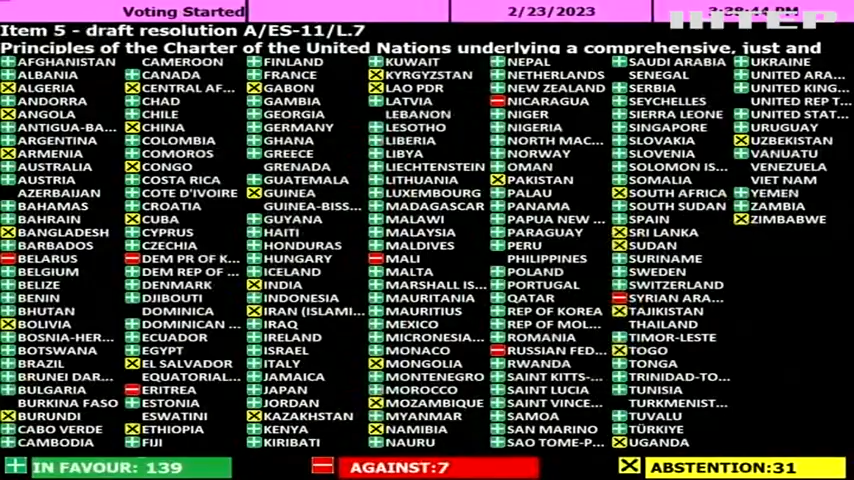 Voting Started
2/23/2023
3:38:44 PM
ІНТЕР
Item 5 - draft resolution A/ES-11/L.7
Principles of the Charter of the United Nations underlying a comprehensive, just and
AFGHANISTAN
ALBANIA
ALGERIA
ANDORRA
ANGOLA
ANTIGUA-BA...
ARGENTINA
ARMENIA
AUSTRALIA
AUSTRIA
AZERBAIJAN
BAHAMAS
BAHRAIN
BANGLADESH
BARBADOS
BELARUS
BELGIUM
BELIZE
BENIN
BHUTAN
BOLIVIA
BOSNIA-HER...
BOTSWANA
BRAZIL
BRUNEI DAR...
BULGARIA
BURKINA FASO
BURUNDI
CABO VERDE
CAMBODIA
CAMEROON
CANADA
CENTRAL AF...
CHAD
CHILE
CHINA
COLOMBIA
COMOROS
CONGO
COSTA RICA
COTE D'IVOIRE
CROATIA
CUBA
CYPRUS
CZECHIA
DEM PR OF K...
DEM REP OF ...
DENMARK
DJIBOUTI
DOMINICA
DOMINICAN ...
ECUADOR
EGYPT
EL SALVADOR
EQUATORIAL...
ERITREA
ESTONIA
ESWATINI
ETHIOPIA
FIJI
FINLAND
FRANCE
GABON
GAMBIA
GEORGIA
GERMANY
GHANA
GREECE
GRENADA
GUATEMALA
GUINEA
GUINEA-BISS...
GUYANA
HAITI
HONDURAS
HUNGARY
ICELAND
INDIA
INDONESIA
IRAN (ISLAMI...
IRAQ
IRELAND
ISRAEL
ITALY
JAMAICA
JAPAN
JORDAN
KAZAKHSTAN
KENYA
KIRIBATI
KUWAIT
KYRGYZSTAN
LAO PDR
LATVIA
LEBANON
LESOTHO
LIBERIA
LIBYA
LIECHTENSTEIN
LITHUANIA
LUXEMBOURG
MADAGASCAR
MALAWI
MALAYSIA
MALDIVES
MALI
MALTA
MARSHALL IS...
MAURITANIA
MAURITIUS
MEXICO
MICRONESIA...
MONACO
MONGOLIA
MONTENEGRO
MOROCCO
MOZAMBIQUE
MYANMAR
NAMIBIA
NAURU
NEPAL
NETHERLANDS
NEW ZEALAND
NICARAGUA
NIGER
NIGERIA
NORTH MAC...
NORWAY
OMAN
PAKISTAN
PALAU
PANAMA
PAPUA NEW ...
PARAGUAY
PERU
PHILIPPINES
POLAND
PORTUGAL
QATAR
REP OF KOREA
REP OF MOL...
ROMANIA
RUSSIAN FED...
RWANDA
SAINT KITTS-...
SAINT LUCIA
SAINT VINCE...
SAMOA
SAN MARINO
SAO TOME-P...
SAUDI ARABIA
SENEGAL
SERBIA
SEYCHELLES
SIERRA LEONE
SINGAPORE
SLOVAKIA
SLOVENIA
SOLOMON IS...
SOMALIA
SOUTH AFRICA
SOUTH SUDAN
SPAIN
SRI LANKA
SUDAN
SURINAME
SWEDEN
SWITZERLAND
SYRIAN ARA...
TAJIKISTAN
THAILAND
TIMOR-LESTE
TOGO
TONGA
TRINIDAD-TO...
TUNISIA
TURKMENIST...
TUVALU
TÜRKIYE
UGANDA
UKRAINE
UNITED ARA...
UNITED KING...
UNITED REP T...
UNITED STAT...
URUGUAY
UZBEKISTAN
VANUATU
VENEZUELA
VIET NAM
YEMEN
ZAMBIA
ZIMBABWE
IN FAVOUR: 139
AGAINST:7
ABSTENTION:31